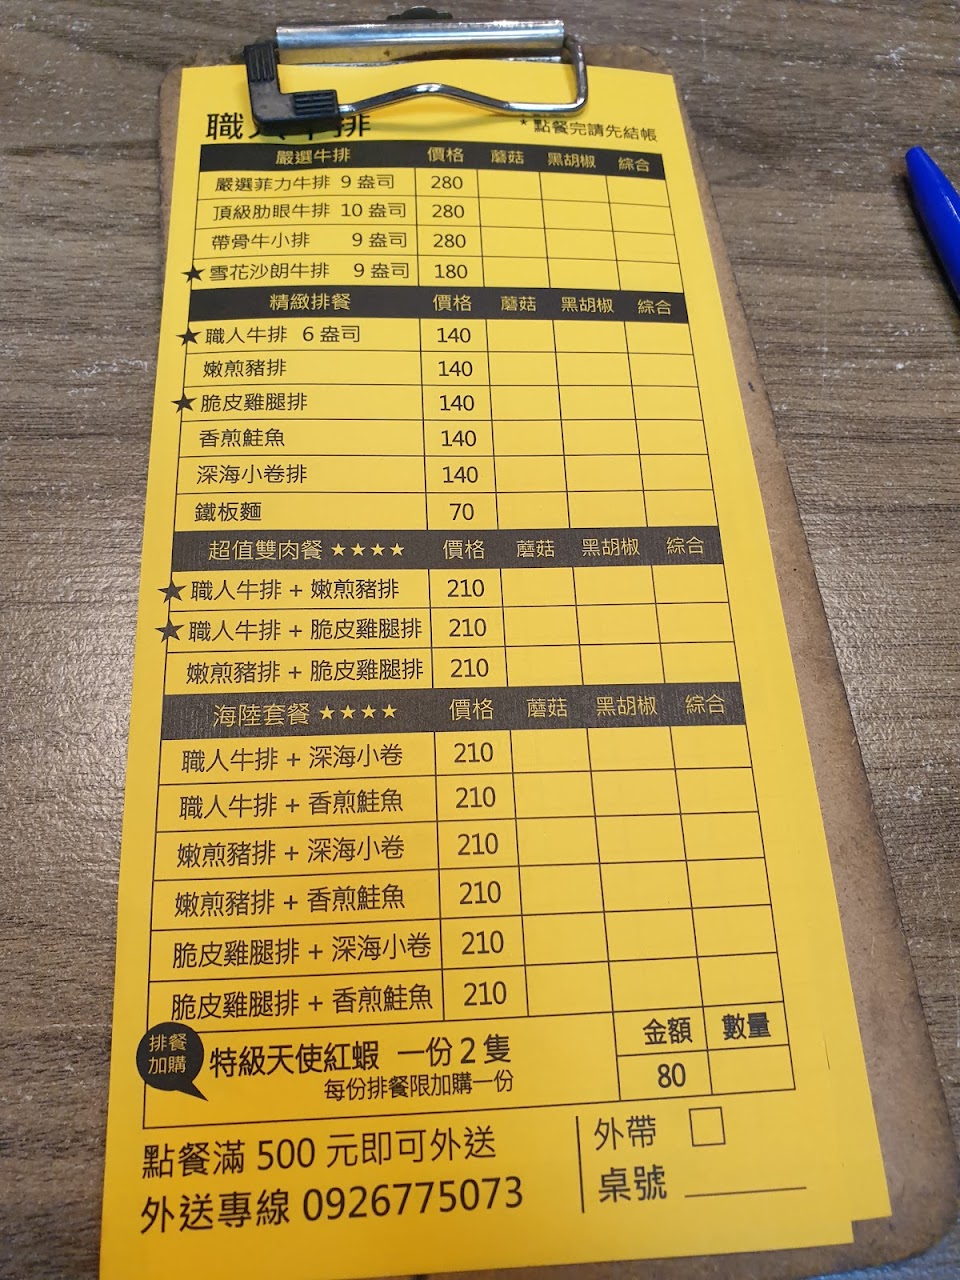 職人牛排
* 點餐完請先結帳
嚴選牛排 價格 蘑菇 黑胡椒 綜合
嚴選菲力牛排 9 盎司 280
頂級肋眼牛排 10 盎司 280
帶骨牛小排 9 盎司 280
★雪花沙朗牛排 9 盎司 180
精緻排餐 價格 蘑菇 黑胡椒 綜合
★職人牛排 6 盎司 140
嫩煎豬排 140
★脆皮雞腿排 140
香煎鮭魚 140
深海小卷排 140
鐵板麵 70
超值雙肉餐 ★★★★ 價格 蘑菇 黑胡椒 綜合
★職人牛排 + 嫩煎豬排 210
★職人牛排 + 脆皮雞腿排 210
嫩煎豬排 + 脆皮雞腿排 210
海陸套餐 ★★★★ 價格 蘑菇 黑胡椒 綜合
職人牛排 + 深海小卷 210
職人牛排 + 香煎鮭魚 210
嫩煎豬排 + 深海小卷 210
嫩煎豬排 + 香煎鮭魚 210
脆皮雞腿排 + 深海小卷 210
脆皮雞腿排 + 香煎鮭魚 210
排餐
加購
特級天使紅蝦 一份 2 隻
每份排餐限加購一份
金額 數量
80
點餐滿 500 元即可外送
外送專線 0926775073
外帶 □
桌號